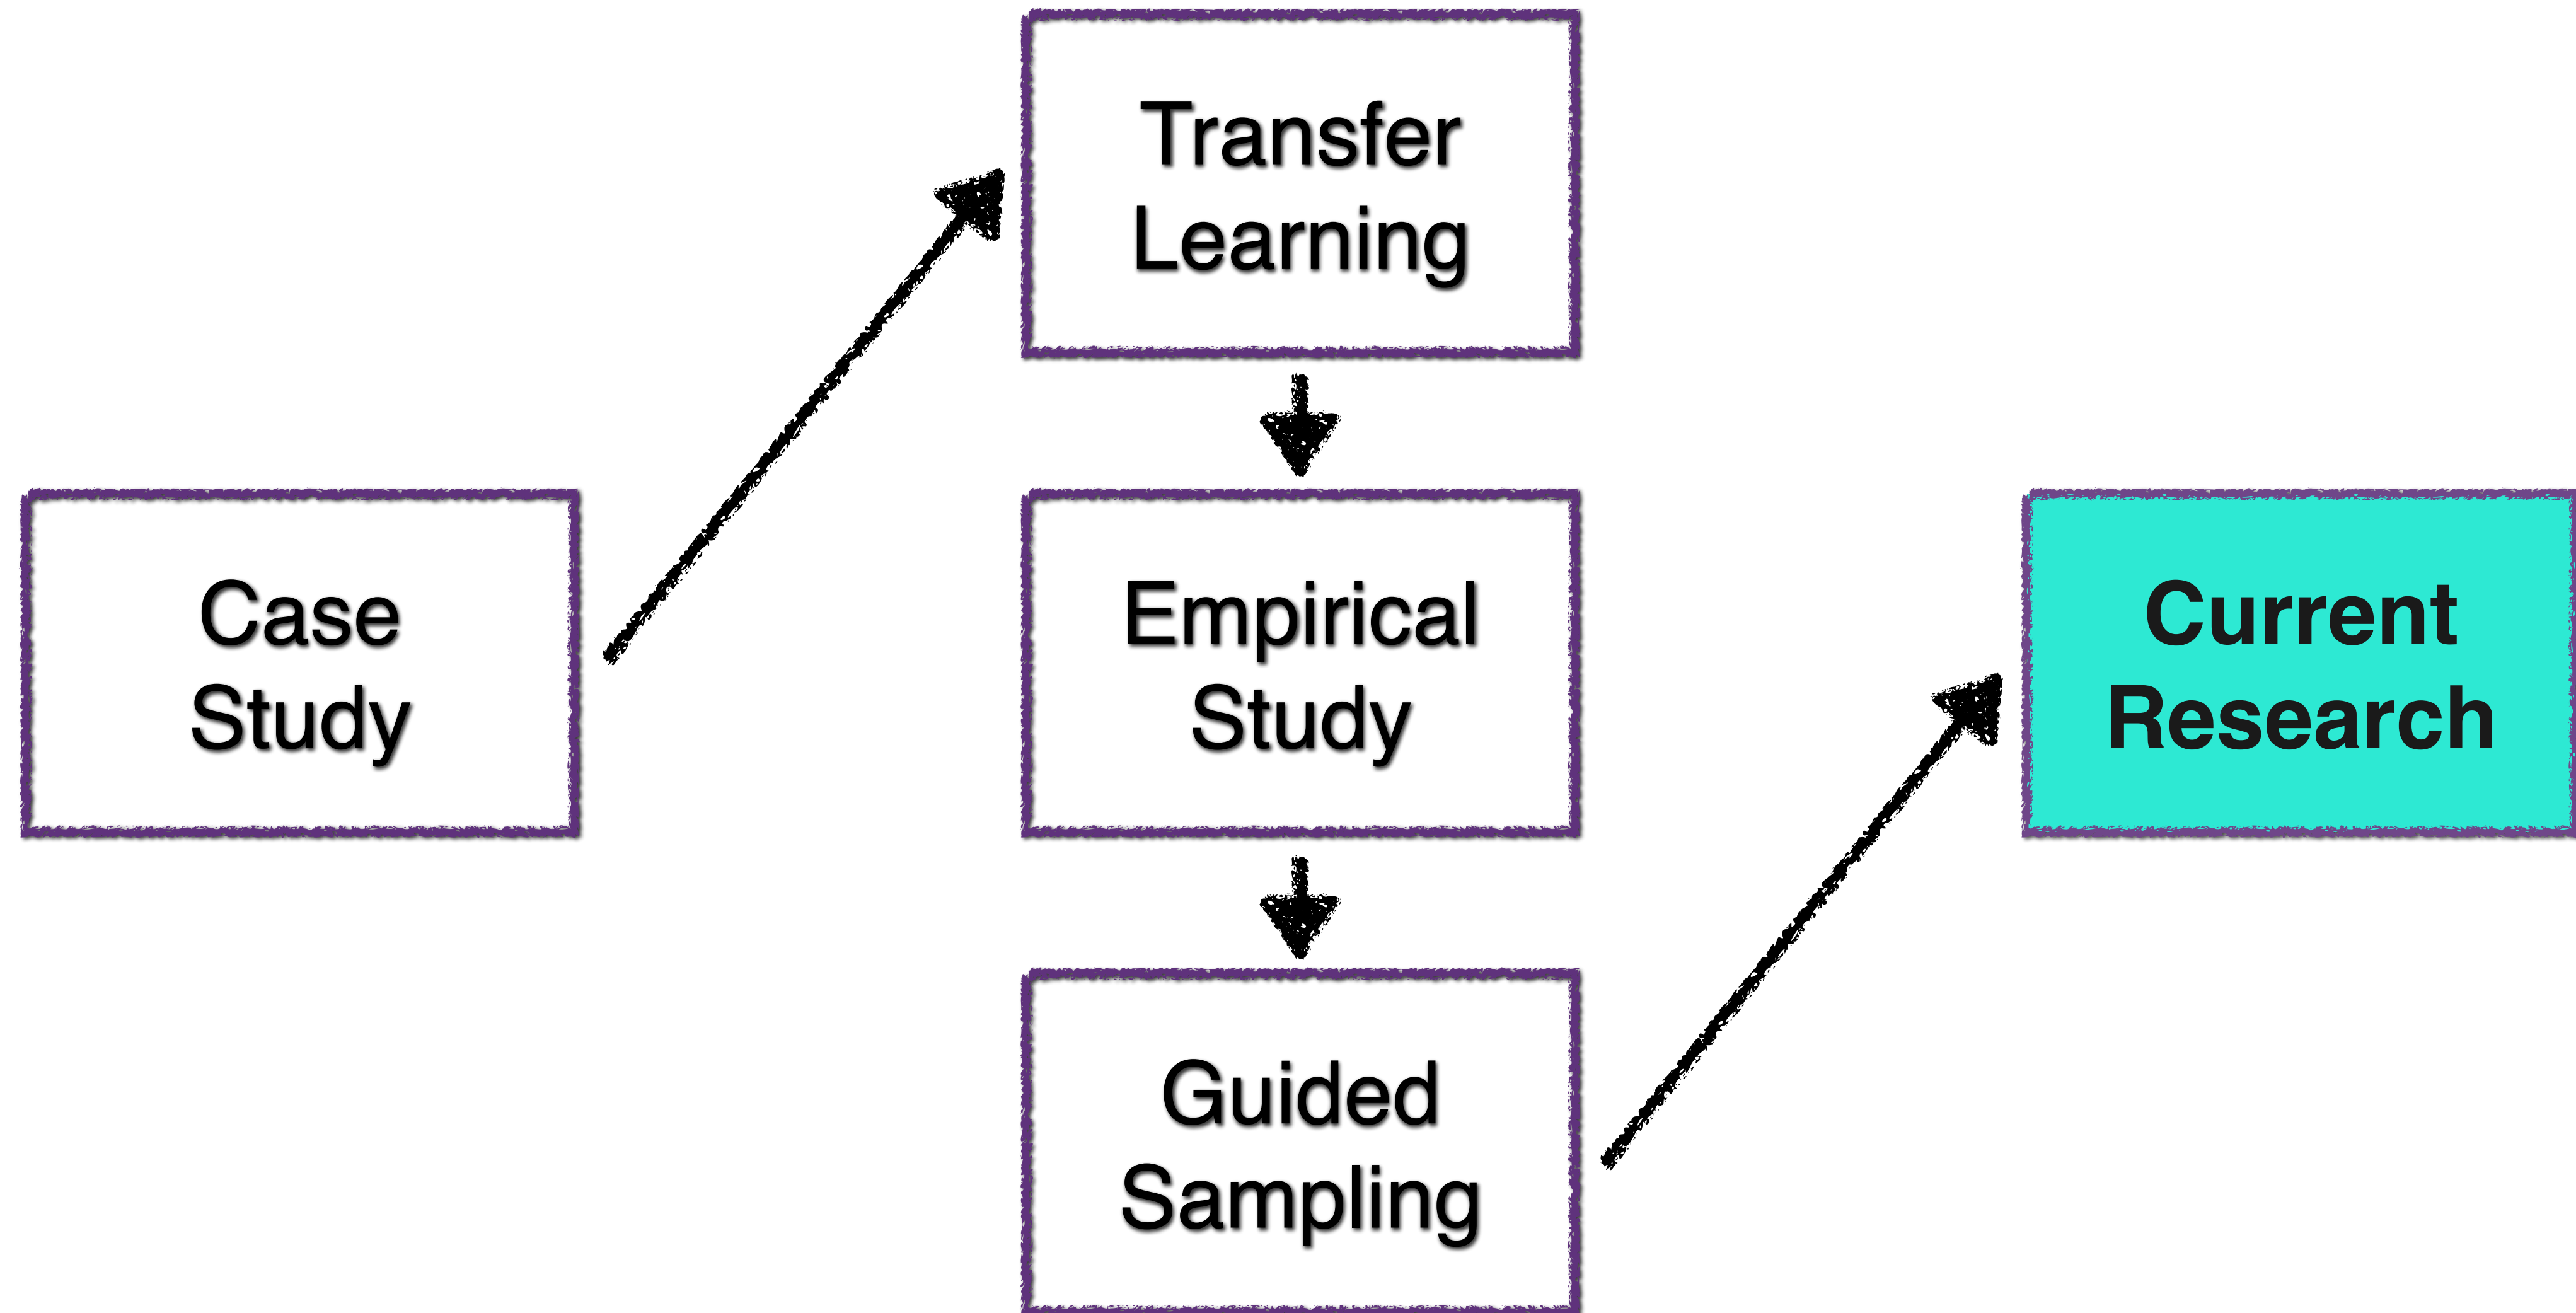 Case
Study
Transfer
Learning
Empirical
Study
Guided
Sampling
Current
Research